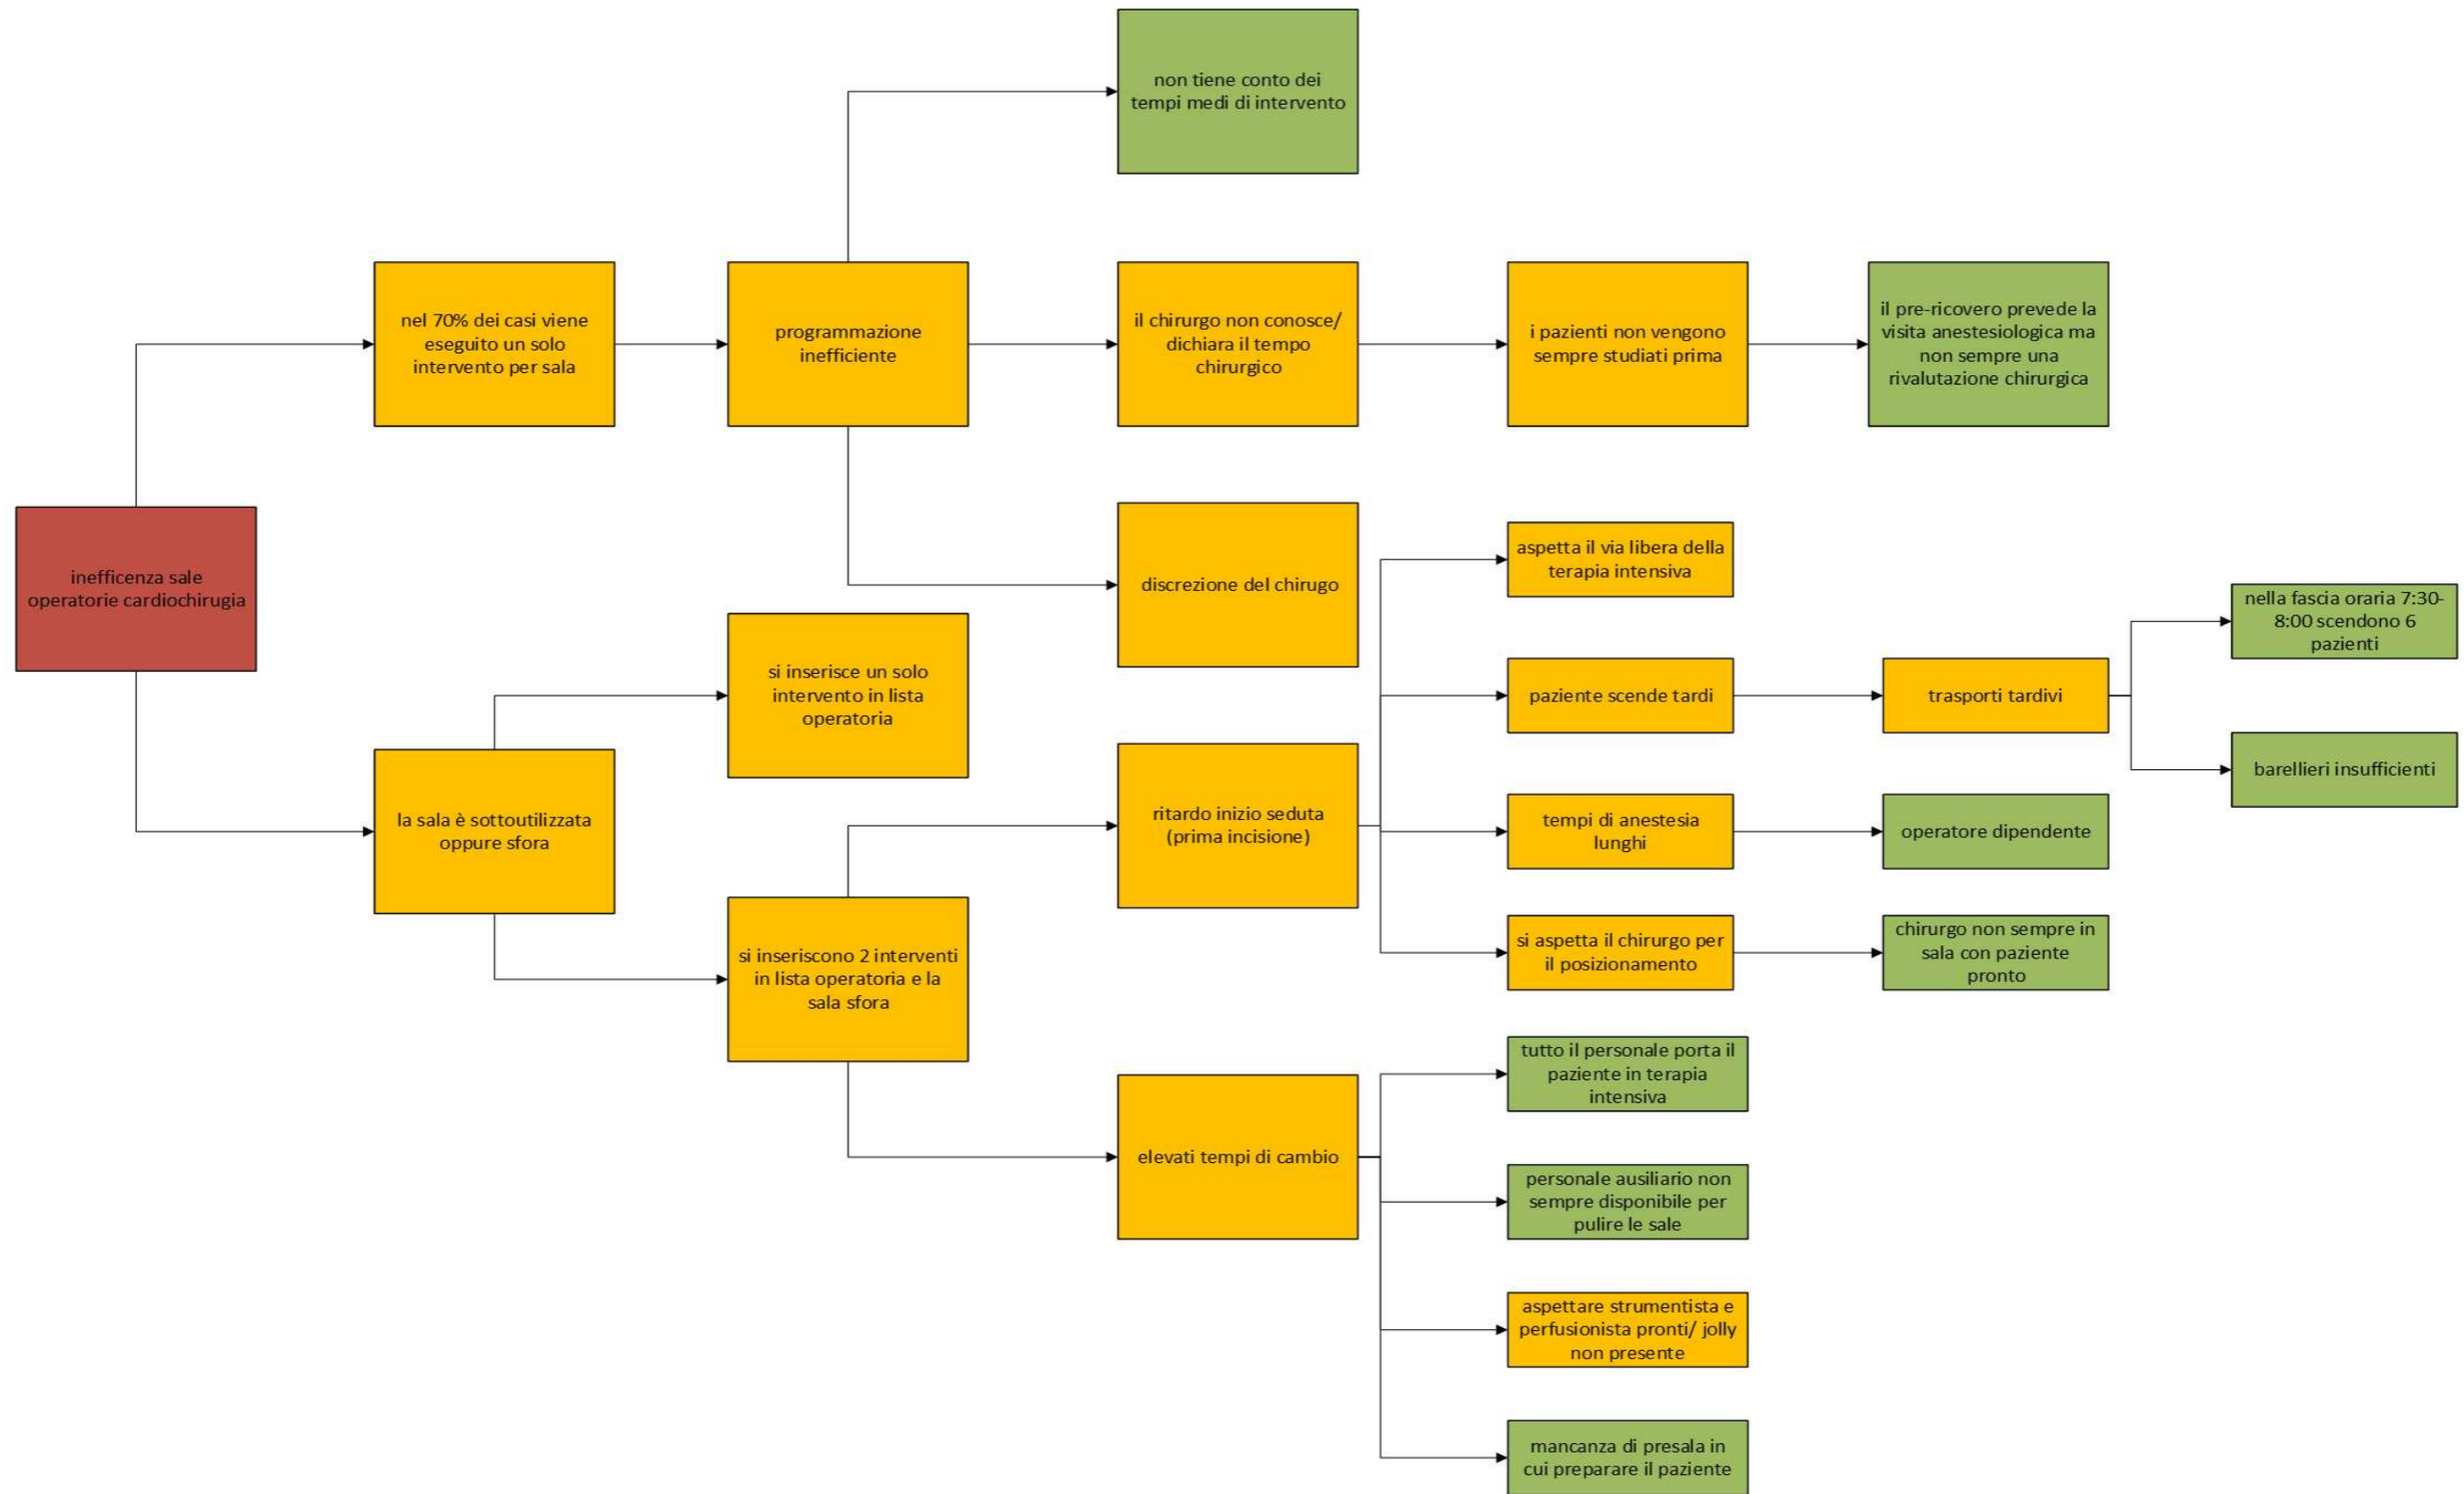 non tiene conto dei
tempi medi di intervento
nel 70% dei casi viene
eseguito un solo
intervento per sala
programmazione
inefficiente
il chirurgo non conosce/
dichiara il tempo
chirurgico
i pazienti non vengono
sempre studiati prima
il pre-ricovero prevede la
visita anestesiologica ma
non sempre una
rivalutazione chirurgica
inefficenza sale
operatorie cardiochirugia
discrezione del chirugo
aspetta il via libera della
terapia intensiva
nella fascia oraria 7:30-
8:00 scendono 6
pazienti
si inserisce un solo
intervento in lista
operatoria
paziente scende tardi
trasporti tardivi
barellieri insufficienti
la sala è sottoutilizzata
oppure sfora
ritardo inizio seduta
(prima incisione)
tempi di anestesia
lunghi
operatore dipendente
si inseriscono 2 interventi
in lista operatoria e la
sala sfora
si aspetta il chirurgo per
il posizionamento
chirurgo non sempre in
sala con paziente
pronto
elevati tempi di cambio
tutto il personale porta il
paziente in terapia
intensiva
personale ausiliario non
sempre disponibile per
pulire le sale
aspettare strumentista e
perfusionista pronti/ jolly
non presente
mancanza di presala in
cui preparare il paziente